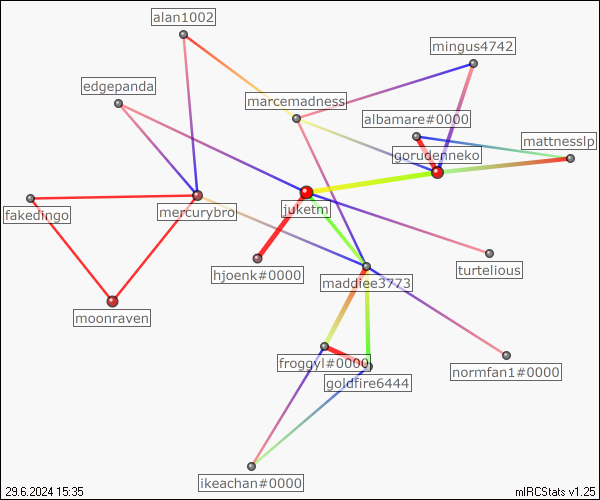 alan1002
mingus4742
edgepanda
marcemadness
albamare#0000
mattnesslp
gorudenneko
fakedingo
mercurybro
juketm
hjoenk#0000
turtelious
maddiee3773
moonraven
froggyl#0000
normfan1#0000
goldfire6444
ikeachan#0000
29.6.2024 15:35
mIRCStats v1.25